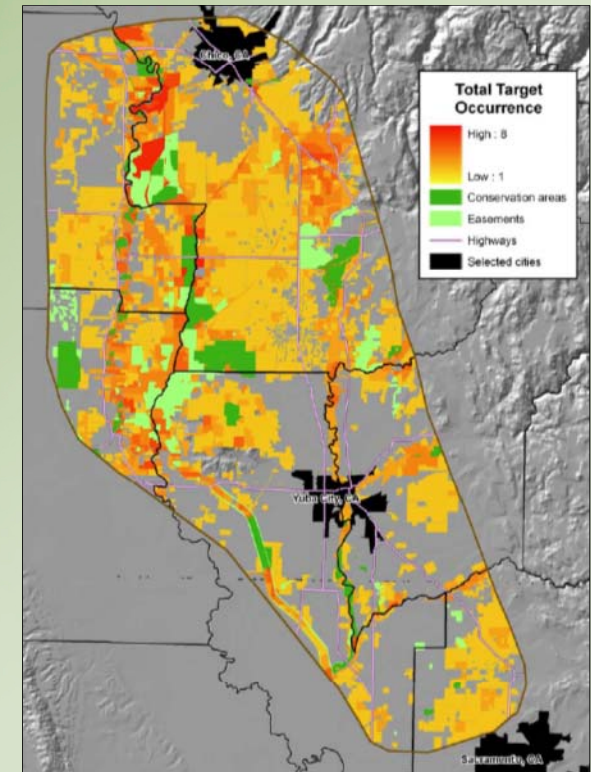 Chico, CA
Total Target
Occurrence
High : 8
Low : 1
Conservation areas
Easements
Highways
Selected cities
Yuba City, CA
Sacramento, CA